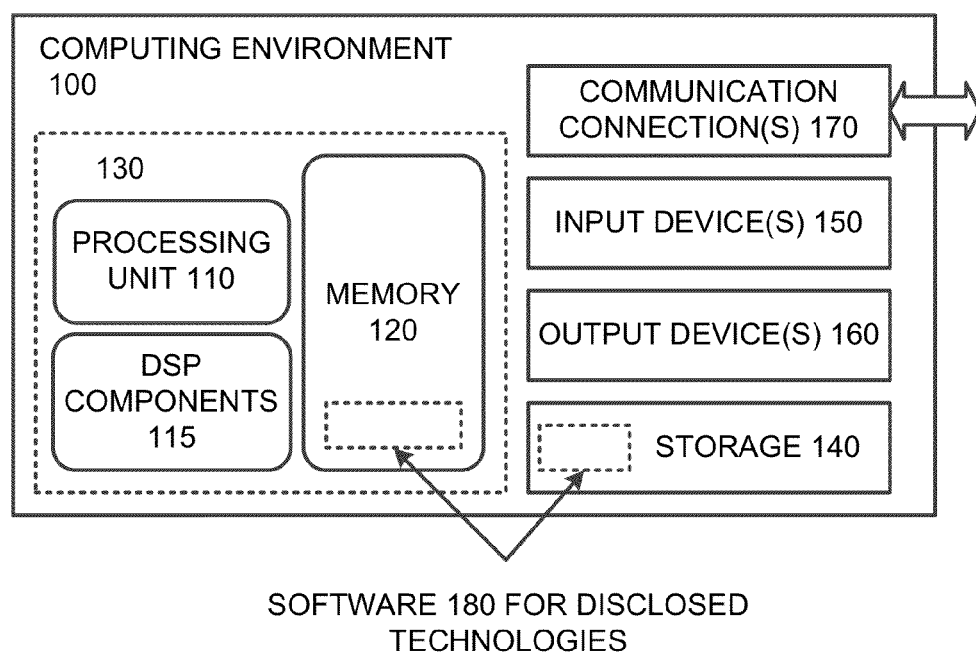 COMPUTING ENVIRONMENT
100
130
PROCESSING
UNIT 110
DSP
COMPONENTS
115
MEMORY
120
COMMUNICATION
CONNECTION(S) 170
INPUT DEVICE(S) 150
OUTPUT DEVICE(S) 160
STORAGE 140
SOFTWARE 180 FOR DISCLOSED
TECHNOLOGIES